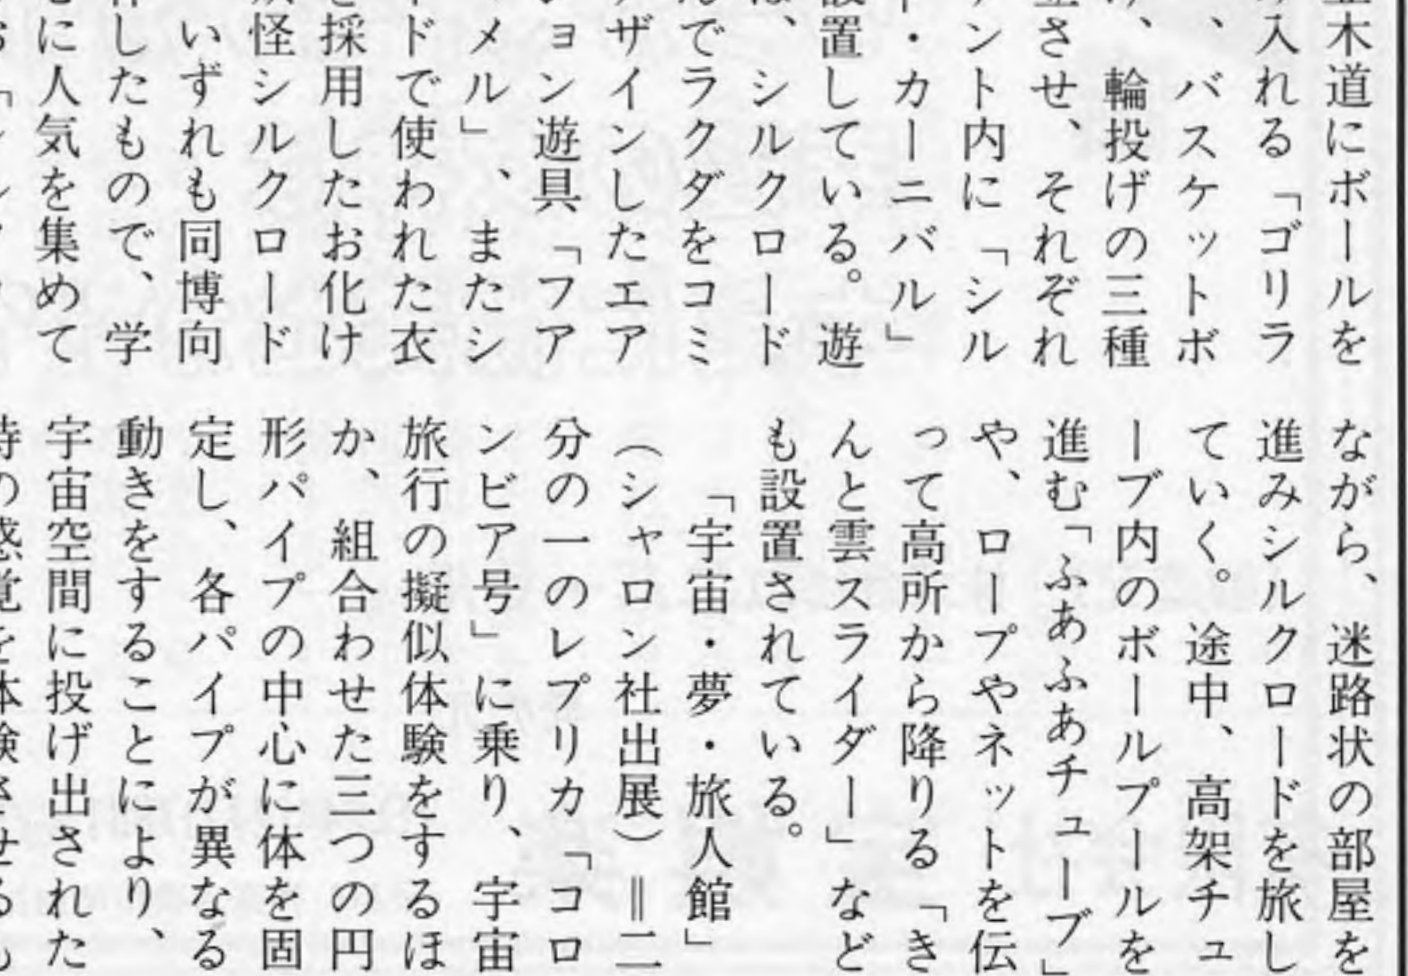 木道にボールを
入れる「ゴリラ
、バスケットボ
、輪投げの三種
させ、それぞれ
ント内に「シル
・カーニバル」
設置している。遊
、シルクロード
でラクダをコミ
ザインしたエア
ョン遊具「ファ
メル」、またシ
ドで使われた衣
採用したお化け
怪シルクロード
いずれも同博向
したもので、学
に人気を集めて
ながら、迷路状の部屋を
進みシルクロードを旅し
ていく。途中、高架チュ
ーブ内のボールプールを
進む「ふあふあチューブ」
や、ロープやネットを伝
って高所から降りる「き
んと雲スライダー」など
も設置されている。
「宇宙・夢・旅人館」
（シャロン社出展）＝二
分の一のレプリカ「コロ
ンビア号」に乗り、宇宙
旅行の擬似体験をするほ
か、組合わせた三つの円
形パイプの中心に体を固
定し、各パイプが異なる
動きをすることにより、
宇宙空間に投げ出された